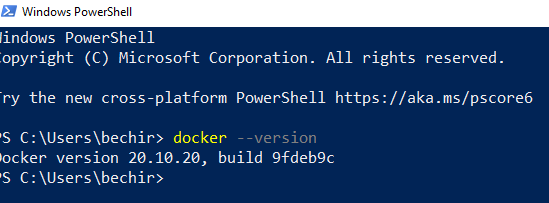 Windows PowerShell
Windows PowerShell
Copyright (C) Microsoft Corporation. All rights reserved.
Try the new cross-platform PowerShell https://aka.ms/pscore6
PS C:\Users\bechir> docker --version
Docker version 20.10.20, build 9fdeb9c
PS C:\Users\bechir>